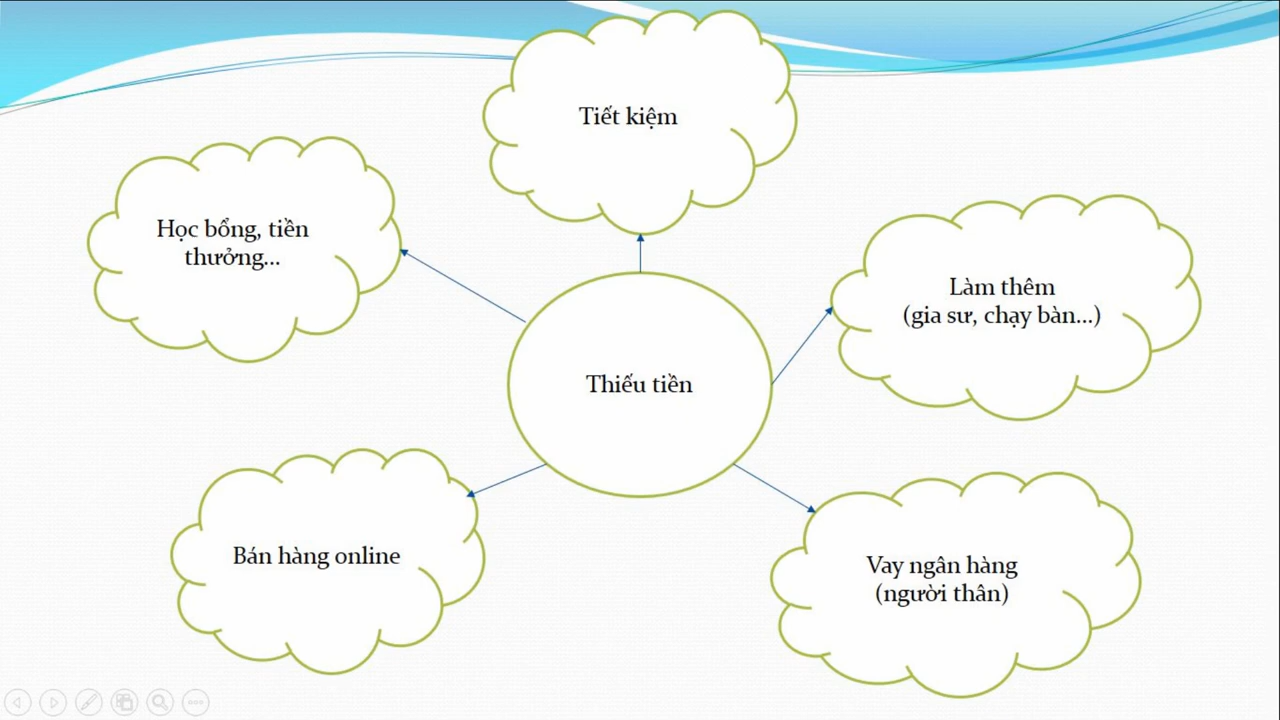 Tiết kiệm
Học bổng, tiền
thưởng...
Làm thêm
(gia sư, chạy bàn...)
Thiếu tiền
Bán hàng online
Vay ngân hàng
(người thân)